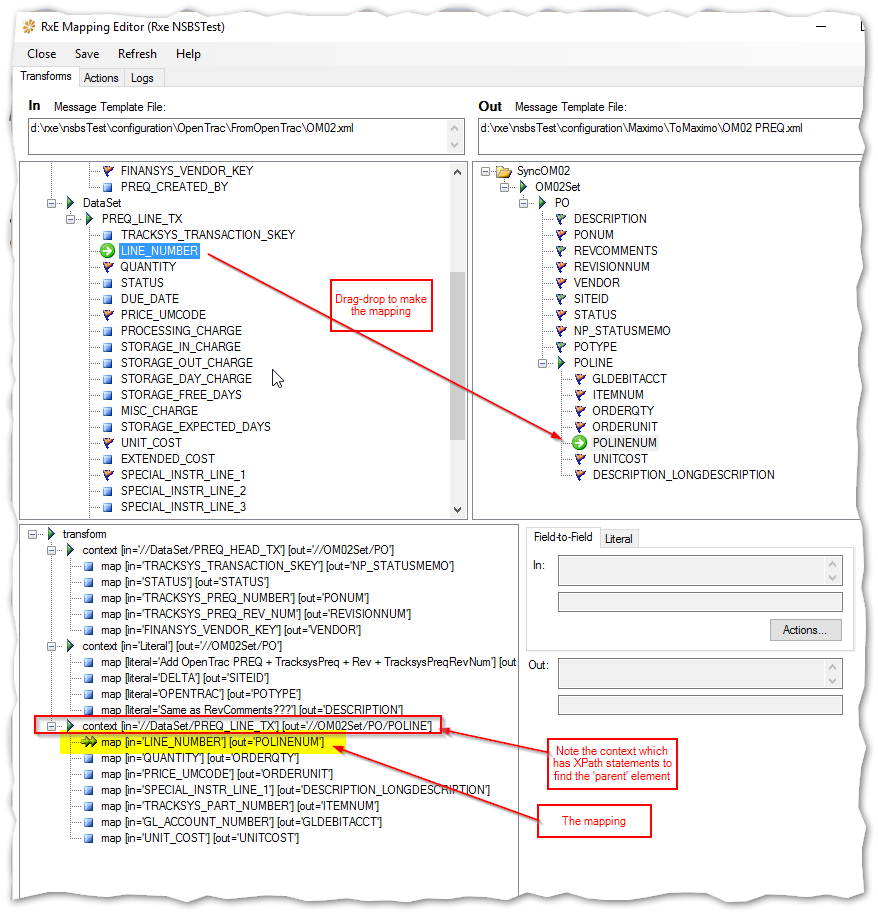 RxE Mapping Editor (Rxe NSBSTest)
Close Save Refresh Help
Transforms Actions Logs
In Message Template File:
d:\rxe\nsbsTest\configuration\OpenTrac\FromOpenTrac\OM02.xml
FINANSYS_VENDOR_KEY
PREQ_CREATED_BY
DataSet
PREQ_LINE_TX
TRACKSYS_TRANSACTION_SKEY
LINE_NUMBER
QUANTITY
STATUS
DUE_DATE
PRICE_UMCODE
PROCESSING_CHARGE
STORAGE_IN_CHARGE
STORAGE_OUT_CHARGE
STORAGE_DAY_CHARGE
STORAGE_FREE_DAYS
MISC_CHARGE
STORAGE_EXPECTED_DAYS
UNIT_COST
EXTENDED_COST
SPECIAL_INSTR_LINE_1
SPECIAL_INSTR_LINE_2
SPECIAL_INSTR_LINE_3
Drag-drop to make
the mapping
Out Message Template File:
d:\rxe\nsbsTest\configuration\Maximo\ToMaximo\OM02 PREQ.xml
SyncOM02
OM02Set
PO
DESCRIPTION
PONUM
REVCOMMENTS
REVISIONNUM
VENDOR
SITEID
STATUS
NP_STATUSMEMO
POTYPE
POLINE
GLDEBITACCT
ITEMNUM
ORDERQTY
ORDERUNIT
POLINENUM
UNITCOST
DESCRIPTION_LONGDESCRIPTION
transform
context [in='//DataSet/PREQ_HEAD_TX'] [out='//OM02Set/PO']
map [in='TRACKSYS_TRANSACTION_SKEY'] [out='NP_STATUSMEMO']
map [in='STATUS'] [out='STATUS']
map [in='TRACKSYS_PREQ_NUMBER'] [out='PONUM']
map [in='TRACKSYS_PREQ_REV_NUM'] [out='REVISIONNUM']
map [in='FINANSYS_VENDOR_KEY'] [out='VENDOR']
context [in='Literal'] [out='//OM02Set/PO']
map [literal='Add OpenTrac PREQ + TracksysPreq + Rev + TracksysPreqRevNum'] [out
map [literal='DELTA'] [out='SITEID']
map [literal='OPENTRAC'] [out='POTYPE']
map [literal='Same as RevComments???'] [out='DESCRIPTION']
context [in='//DataSet/PREQ_LINE_TX'] [out='//OM02Set/PO/POLINE']
map [in='LINE_NUMBER'] [out='POLINENUM']
map [in='QUANTITY'] [out='ORDERQTY']
map [in='PRICE_UMCODE'] [out='ORDERUNIT']
map [in='SPECIAL_INSTR_LINE_1'] [out='DESCRIPTION_LONGDESCRIPTION']
map [in='TRACKSYS_PART_NUMBER'] [out='ITEMNUM']
map [in='GL_ACCOUNT_NUMBER'] [out='GLDEBITACCT']
map [in='UNIT_COST'] [out='UNITCOST']
Field-to-Field Literal
In:
Actions...
Out:
Note the context which
has XPath statements to
find the 'parent' element
The mapping